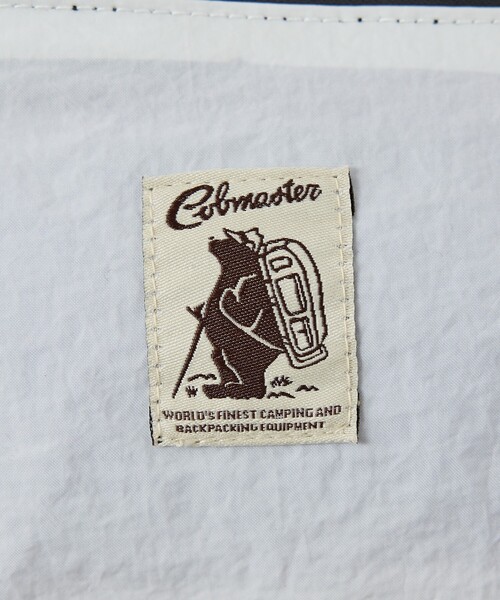 Cobmaster
WORLD'S FINEST CAMPING AND
BACKPACKING EQUIPMENT